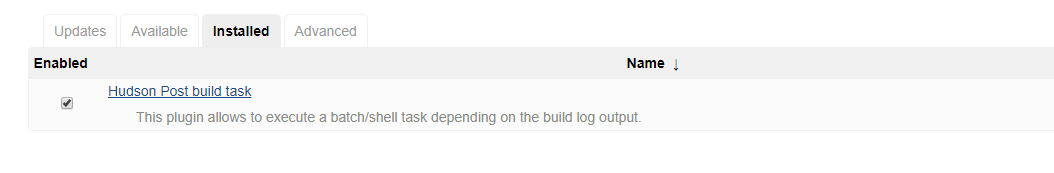 Updates Available Installed Advanced
Enabled Name ↓
Hudson Post build task
This plugin allows to execute a batch/shell task depending on the build log output.